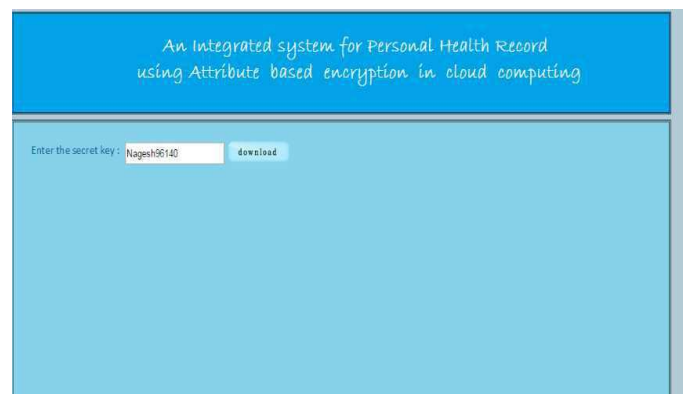 An Integrated system for Personal Health Record
using Attribute based encryption in cloud computing
Enter the secret key : Nagesh96140 download